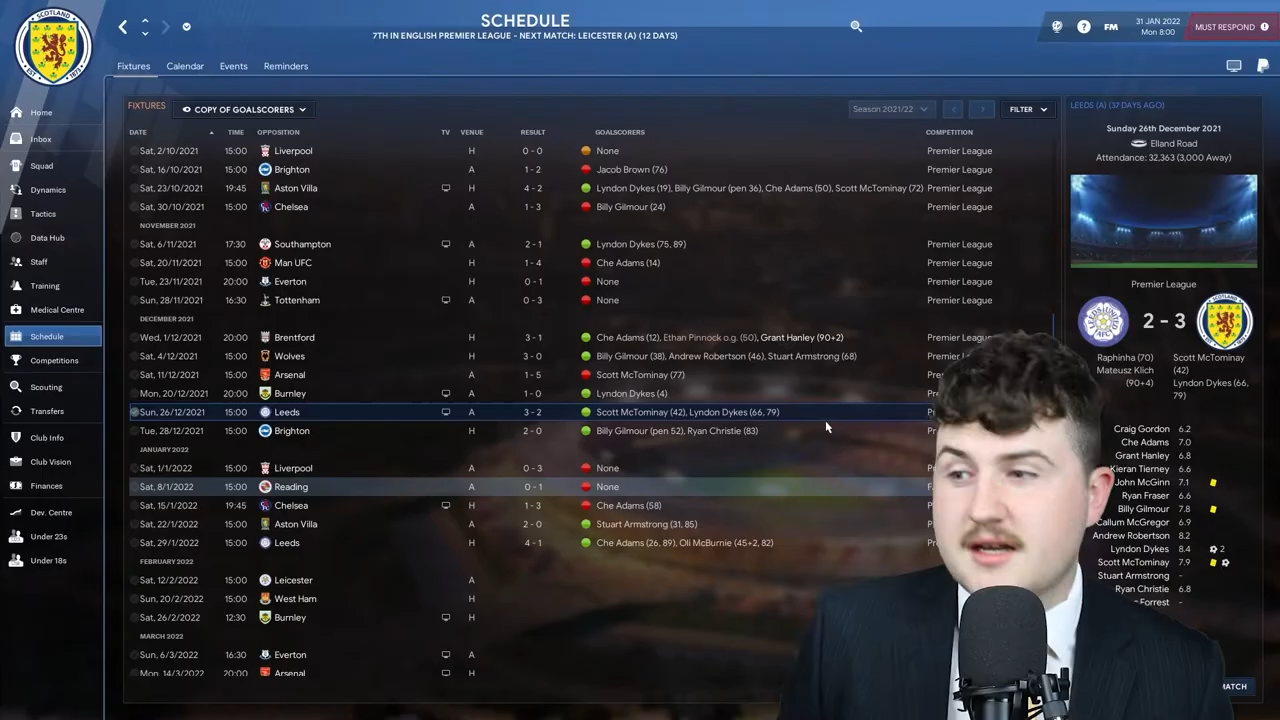 SCOTLAND
SCHEDULE
7TH IN ENGLISH PREMIER LEAGUE - NEXT MATCH: LEICESTER (A) (12 DAYS)
FM
31 JAN 2022
Mon 8:00
MUST RESPOND
Fixtures Calendar Events Reminders
Home
Inbox
Squad
Dynamics
Tactics
Data Hub
Staff
Training
Medical Centre
Schedule
Competitions
Scouting
Transfers
Club Info
Club Vision
Finances
Dev. Centre
Under 23s
Under 18s
FIXTURES COPY OF GOALSCORERS Season 2021/22 FILTER
DATE TIME OPPOSITION TV VENUE RESULT GOALSCORERS COMPETITION
Sat, 2/10/2021 15:00 Liverpool H 0 - 0 None Premier League
Sat, 16/10/2021 15:00 Brighton A 1 - 2 Jacob Brown (76) Premier League
Sat, 23/10/2021 19:45 Aston Villa H 4 - 2 Lyndon Dykes (19), Billy Gilmour (pen 36), Che Adams (50), Scott McTominay (72) Premier League
Sat, 30/10/2021 15:00 Chelsea A 1 - 3 Billy Gilmour (24) Premier League
NOVEMBER 2021
Sat, 6/11/2021 17:30 Southampton A 2 - 1 Lyndon Dykes (75, 89) Premier League
Sat, 20/11/2021 15:00 Man UFC H 1 - 4 Che Adams (14) Premier League
Tue, 23/11/2021 20:00 Everton H 0 - 1 None Premier League
Sun, 28/11/2021 16:30 Tottenham A 0 - 3 None Premier League
DECEMBER 2021
Wed, 1/12/2021 20:00 Brentford H 3 - 1 Che Adams (12), Ethan Pinnock o.g. (50), Grant Hanley (90+2) Premier League
Sat, 4/12/2021 15:00 Wolves H 3 - 0 Billy Gilmour (38), Andrew Robertson (46), Stuart Armstrong (68) Premier League
Sat, 11/12/2021 15:00 Arsenal A 1 - 5 Scott McTominay (77) Premier League
Mon, 20/12/2021 20:00 Burnley A 1 - 0 Lyndon Dykes (4) Premier League
Sun, 26/12/2021 15:00 Leeds A 3 - 2 Scott McTominay (42), Lyndon Dykes (66, 79) P
Tue, 28/12/2021 15:00 Brighton H 2 - 0 Billy Gilmour (pen 52), Ryan Christie (83) Pr
JANUARY 2022
Sat, 1/1/2022 15:00 Liverpool A 0 - 3 None P
Sat, 8/1/2022 15:00 Reading A 0 - 1 None F
Sat, 15/1/2022 19:45 Chelsea H 1 - 3 Che Adams (58)
Sat, 22/1/2022 15:00 Aston Villa A 2 - 0 Stuart Armstrong (31, 85)
Sat, 29/1/2022 15:00 Leeds H 4 - 1 Che Adams (26, 89), Oli McBurnie (45+2, 82)
FEBRUARY 2022
Sat, 12/2/2022 15:00 Leicester A
Sun, 20/2/2022 15:00 West Ham H
Sat, 26/2/2022 12:30 Burnley H
MARCH 2022
Sun, 6/3/2022 16:30 Everton A
Mon, 14/3/2022 20:00 Arsenal H
LEEDS (A) (37 DAYS AGO)
Sunday 26th December 2021
Elland Road
Attendance: 32,363 (3,000 Away)
Premier League
2 - 3
Raphinha (70)
Mateusz Klich
(90+4)
Scott McTominay
(42)
Lyndon Dykes (66,
79)
Craig Gordon 6.2
Che Adams 7.0
Grant Hanley 6.8
Kieran Tierney 6.6
John McGinn 7.1
Ryan Fraser 6.6
Billy Gilmour 7.8
Callum McGregor 6.9
Andrew Robertson 8.2
Lyndon Dykes 8.4 2
Scott McTominay 7.9
Stuart Armstrong -
Ryan Christie 6.8
Forrest -
MATCH